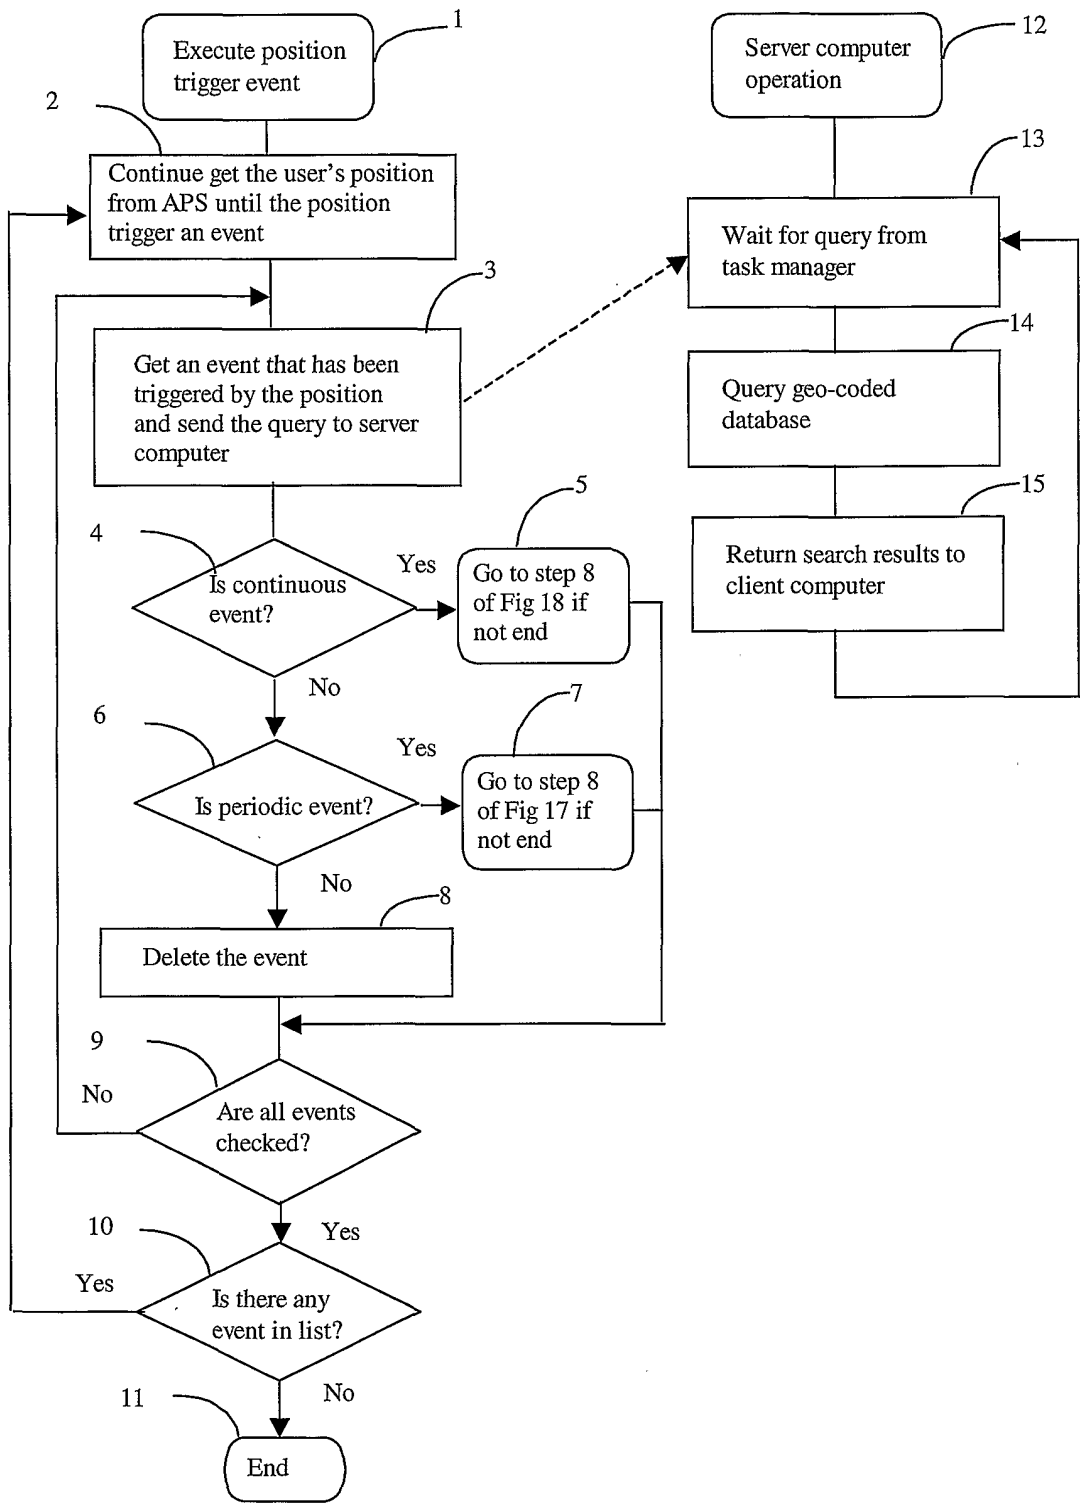 1
Execute position
trigger event
2
Continue get the user's position
from APS until the position
trigger an event
3
Get an event that has been
triggered by the position
and send the query to server
computer
4
Is continuous
event?
Yes
5
Go to step 8
of Fig 18 if
not end
No
6
Is periodic event?
Yes
7
Go to step 8
of Fig 17 if
not end
No
8
Delete the event
9
No
Are all events
checked?
Yes
10
Yes
Is there any
event in list?
No
11
End
12
Server computer
operation
13
Wait for query from
task manager
14
Query geo-coded
database
15
Return search results to
client computer